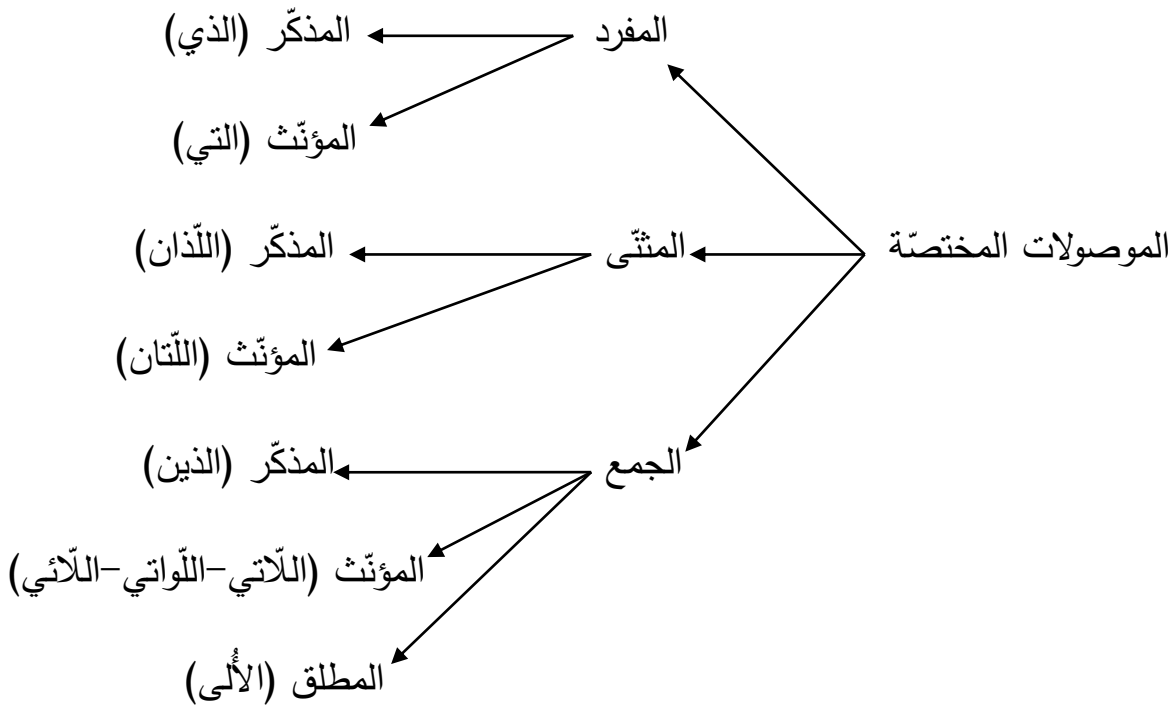 المفرد
المذكّر (الذي)
المؤنّث (التي)
الموصولات المختصّة
المثنّى
المذكّر (اللّذان)
المؤنّث (اللّتان)
الجمع
المذكّر (الذين)
المؤنّث (اللّاتي-اللّواتي-اللّائي)
المطلق (الأُلى)